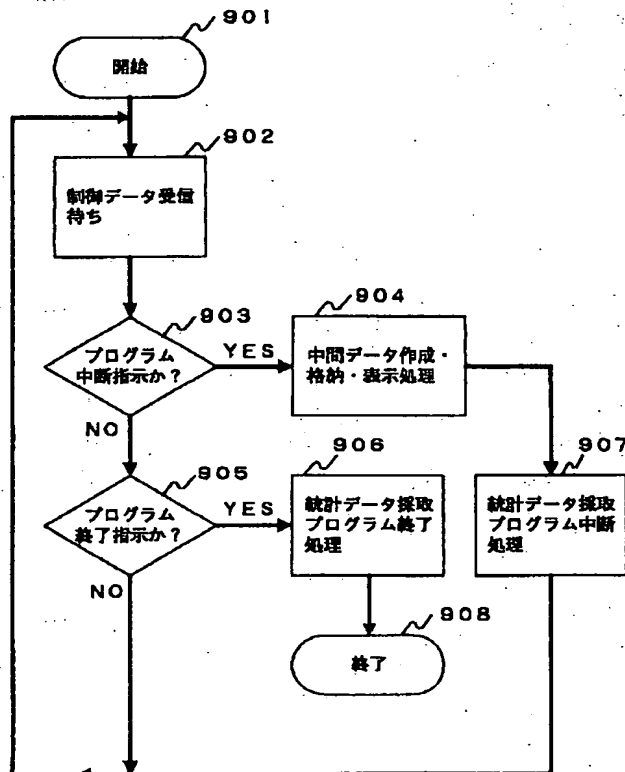 901
開始
902
制御データ受信
待ち
903
プログラム
中断指示か?
YES
NO
904
中間データ作成・
格納・表示処理
905
プログラム
終了指示か?
YES
NO
906
統計データ採取
プログラム終了
処理
907
統計データ採取
プログラム中断
処理
908
終了